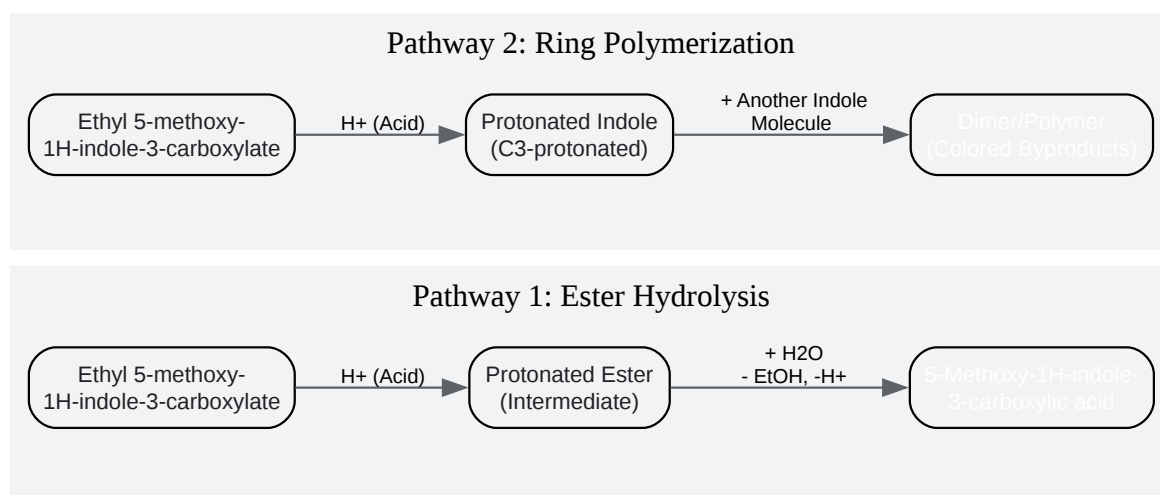 Pathway 2: Ring Polymerization
Ethyl 5-methoxy-
1H-indole-3-carboxylate
H+ (Acid)
Protonated Indole
(C3-protonated)
+ Another Indole
Molecule
Dimer/Polymer
(Colored Byproducts)
Pathway 1: Ester Hydrolysis
Ethyl 5-methoxy-
1H-indole-3-carboxylate
H+ (Acid)
Protonated Ester
(Intermediate)
+ H2O
- EtOH, -H+
5-Methoxy-1H-indole-
3-carboxylic acid